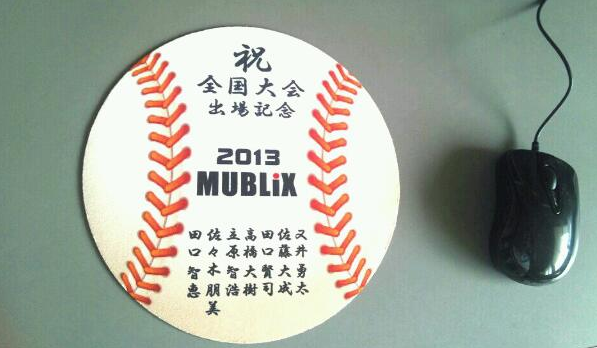 祝
全国大会
出場記念
2013
MUBLiX
又井勇太
佐藤大成
田口賢司
高橋大樹
立原智浩
佐々木朋美
田口智恵